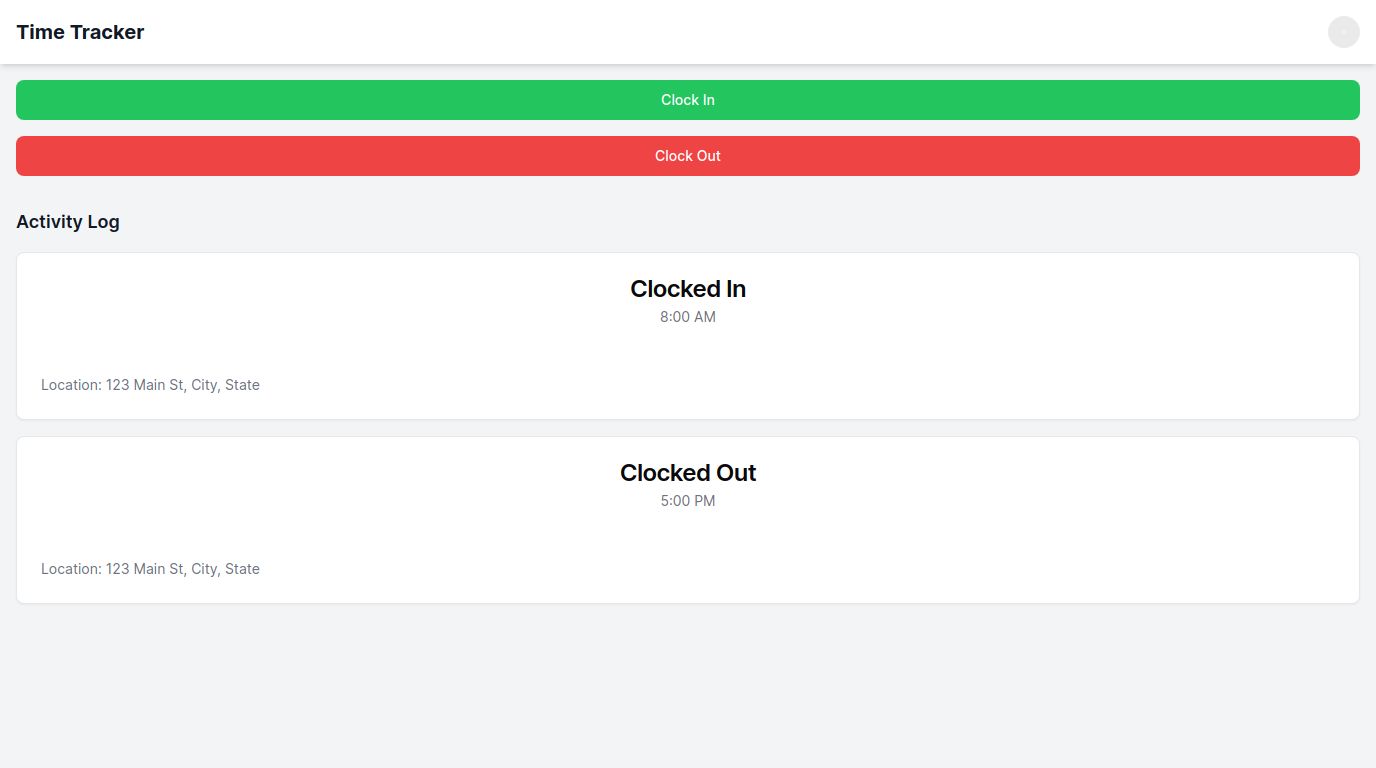 Time Tracker
Clock In
Clock Out
Activity Log
Clocked In
8:00 AM
Location: 123 Main St, City, State
Clocked Out
5:00 PM
Location: 123 Main St, City, State